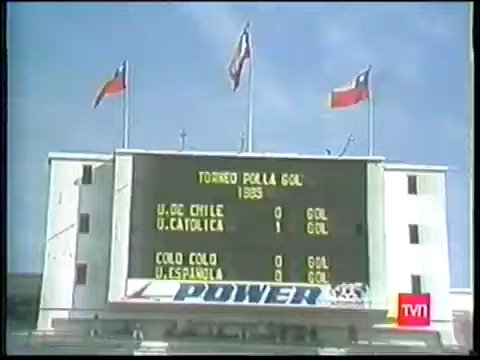 TORNEO POLLA GOL
1985
U.DE CHILE 0 GOL
U.CATOLICA 1 GOL
COLO COLO 0 GOL
U.ESPAÑOLA 0 GOL
POWER
TVN